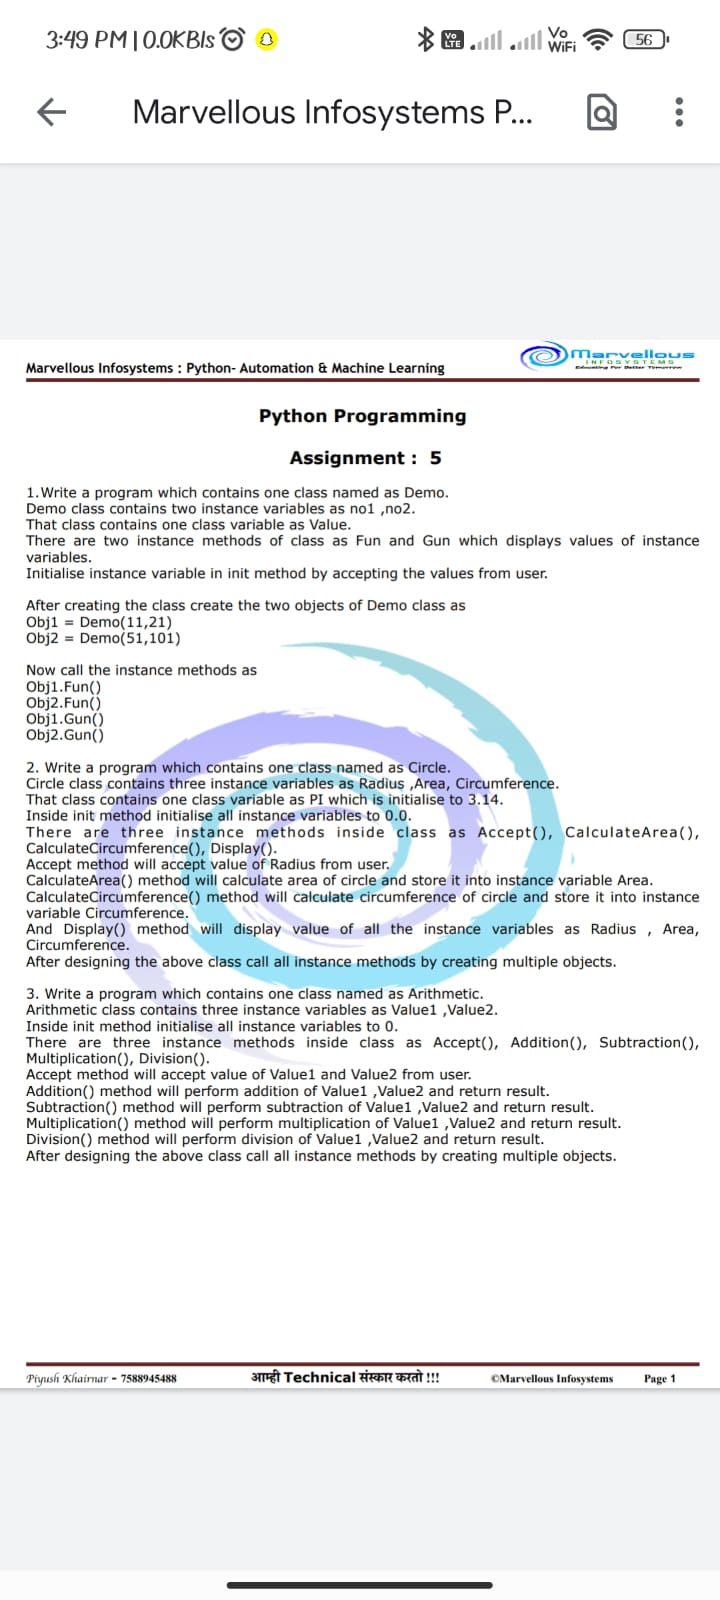 3:49 PM | 0.0KB/s
Vo LTE Vo WiFi 56
Marvellous Infosystems P...
Marvellous
INFOSYSTEMS
Educating For Better Tomorrow
Marvellous Infosystems : Python- Automation & Machine Learning
Python Programming
Assignment : 5
1.Write a program which contains one class named as Demo.
Demo class contains two instance variables as no1 ,no2.
That class contains one class variable as Value.
There are two instance methods of class as Fun and Gun which displays values of instance
variables.
Initialise instance variable in init method by accepting the values from user.
After creating the class create the two objects of Demo class as
Obj1 = Demo(11,21)
Obj2 = Demo(51,101)
Now call the instance methods as
Obj1.Fun()
Obj2.Fun()
Obj1.Gun()
Obj2.Gun()
2. Write a program which contains one class named as Circle.
Circle class contains three instance variables as Radius ,Area, Circumference.
That class contains one class variable as PI which is initialise to 3.14.
Inside init method initialise all instance variables to 0.0.
There are three instance methods inside class as Accept(), CalculateArea(),
CalculateCircumference(), Display().
Accept method will accept value of Radius from user.
CalculateArea() method will calculate area of circle and store it into instance variable Area.
CalculateCircumference() method will calculate circumference of circle and store it into instance
variable Circumference.
And Display() method will display value of all the instance variables as Radius , Area,
Circumference.
After designing the above class call all instance methods by creating multiple objects.
3. Write a program which contains one class named as Arithmetic.
Arithmetic class contains three instance variables as Value1 ,Value2.
Inside init method initialise all instance variables to 0.
There are three instance methods inside class as Accept(), Addition(), Subtraction(),
Multiplication(), Division().
Accept method will accept value of Value1 and Value2 from user.
Addition() method will perform addition of Value1 ,Value2 and return result.
Subtraction() method will perform subtraction of Value1 ,Value2 and return result.
Multiplication() method will perform multiplication of Value1 ,Value2 and return result.
Division() method will perform division of Value1 ,Value2 and return result.
After designing the above class call all instance methods by creating multiple objects.
Piyush Khairnar - 7588945488 आम्ही Technical संस्कार करतो !!! ©Marvellous Infosystems Page 1